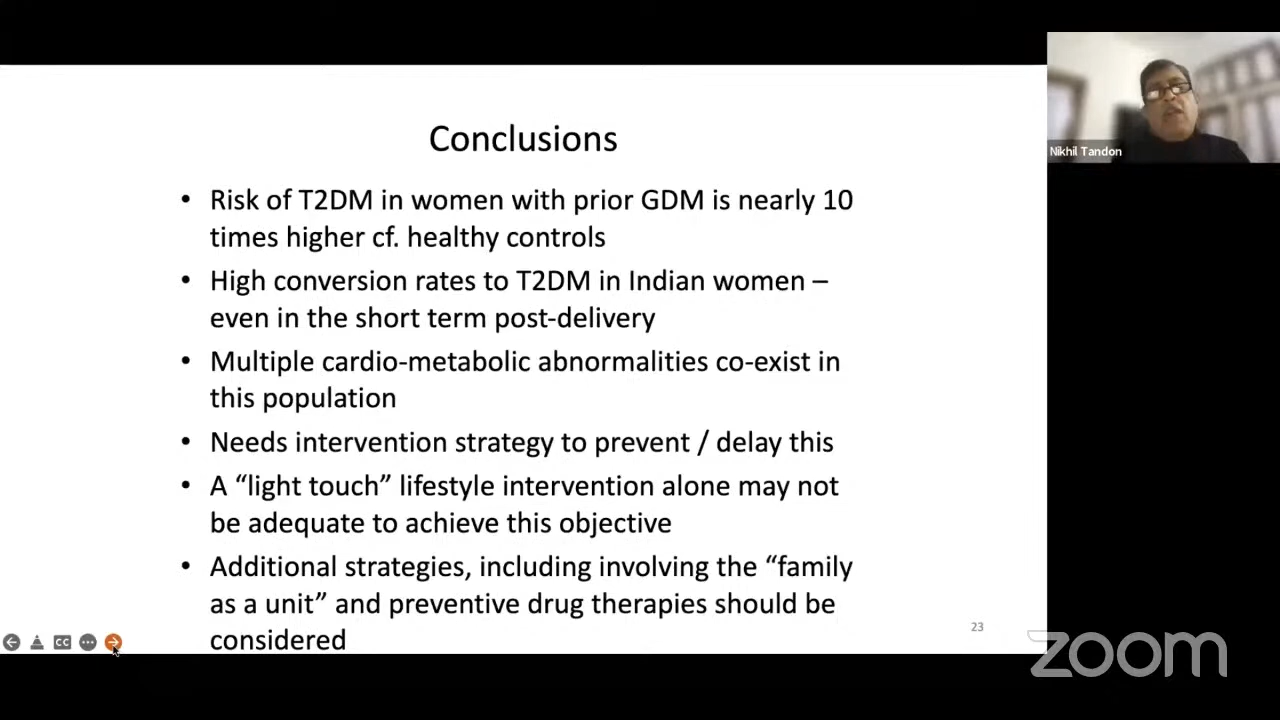 Conclusions
• Risk of T2DM in women with prior GDM is nearly 10
times higher cf. healthy controls
• High conversion rates to T2DM in Indian women –
even in the short term post-delivery
• Multiple cardio-metabolic abnormalities co-exist in
this population
• Needs intervention strategy to prevent / delay this
• A “light touch” lifestyle intervention alone may not
be adequate to achieve this objective
• Additional strategies, including involving the “family
as a unit” and preventive drug therapies should be
considered
23
CC
Nikhil Tandon
zoom